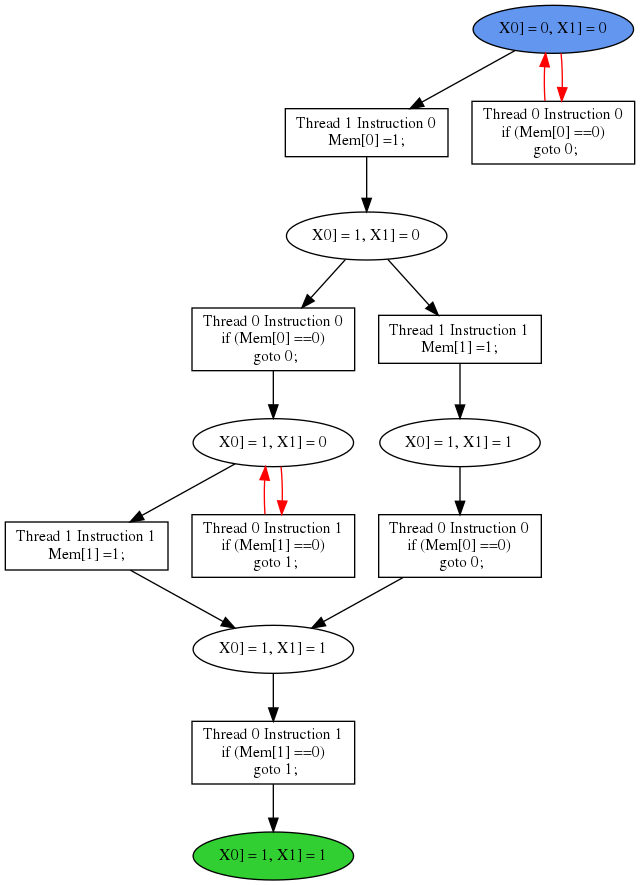 X0] = 0, X1] = 0
Thread 1 Instruction 0
Mem[0] =1;
Thread 0 Instruction 0
if (Mem[0] ==0)
goto 0;
X0] = 1, X1] = 0
Thread 0 Instruction 0
if (Mem[0] ==0)
goto 0;
Thread 1 Instruction 1
Mem[1] =1;
X0] = 1, X1] = 0
X0] = 1, X1] = 1
Thread 1 Instruction 1
Mem[1] =1;
Thread 0 Instruction 1
if (Mem[1] ==0)
goto 1;
Thread 0 Instruction 0
if (Mem[0] ==0)
goto 0;
X0] = 1, X1] = 1
Thread 0 Instruction 1
if (Mem[1] ==0)
goto 1;
X0] = 1, X1] = 1